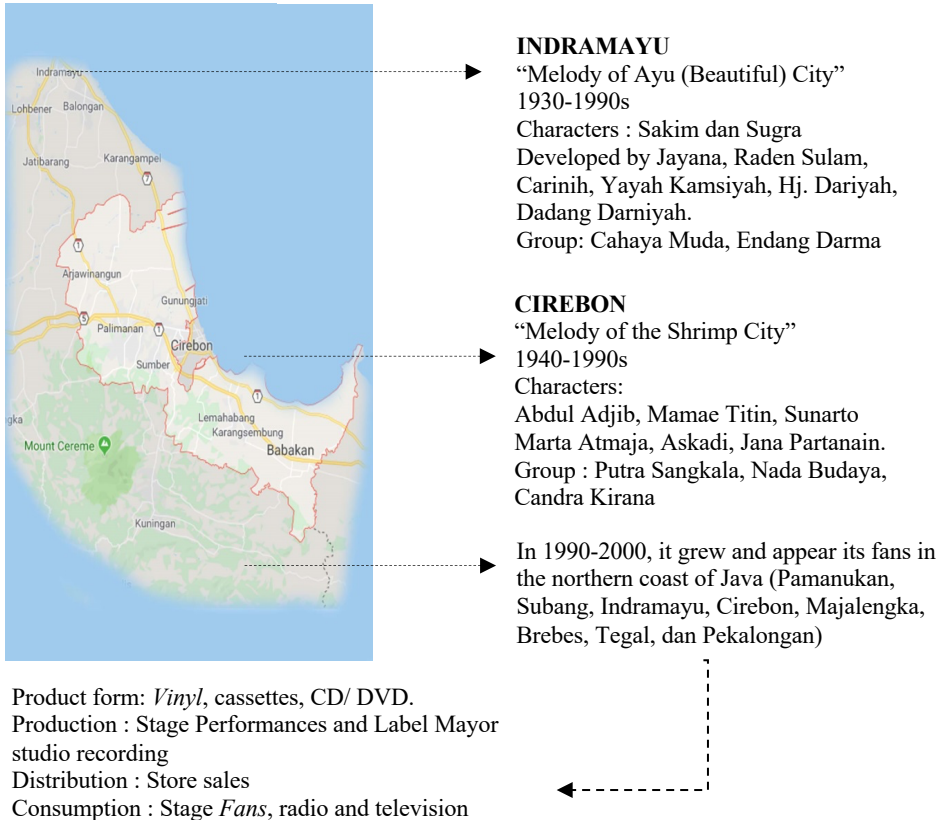 Indramayu
Lohbener
Balongan
Jatibarang
Karangampel
7
1
Arjawinangun
Gunungjati
5
Palimanan
1
Cirebon
Sumber
1
Lemahabang
Karangsembung
Babakan
gka
Mount Cereme
Kuningan
INDRAMAYU
“Melody of Ayu (Beautiful) City”
1930-1990s
Characters : Sakim dan Sugra
Developed by Jayana, Raden Sulam,
Carinih, Yayah Kamsiyah, Hj. Dariyah,
Dadang Darniyah.
Group: Cahaya Muda, Endang Darma
CIREBON
“Melody of the Shrimp City”
1940-1990s
Characters:
Abdul Adjib, Mamae Titin, Sunarto
Marta Atmaja, Askadi, Jana Partanain.
Group : Putra Sangkala, Nada Budaya,
Candra Kirana
In 1990-2000, it grew and appear its fans in
the northern coast of Java (Pamanukan,
Subang, Indramayu, Cirebon, Majalengka,
Brebes, Tegal, dan Pekalongan)
Product form: Vinyl, cassettes, CD/ DVD.
Production : Stage Performances and Label Mayor
studio recording
Distribution : Store sales
Consumption : Stage Fans, radio and television